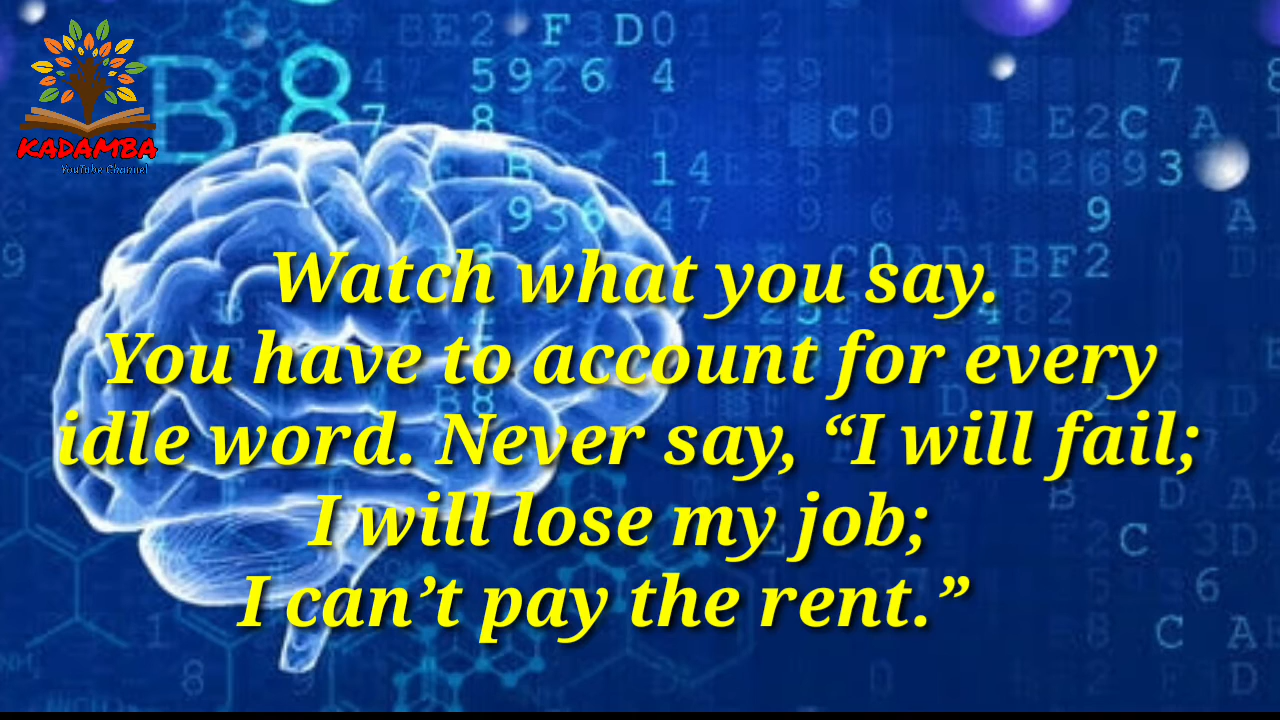 KADAMBA
YouTube Channel
Watch what you say.
You have to account for every
idle word. Never say, “I will fail;
I will lose my job;
I can’t pay the rent.”